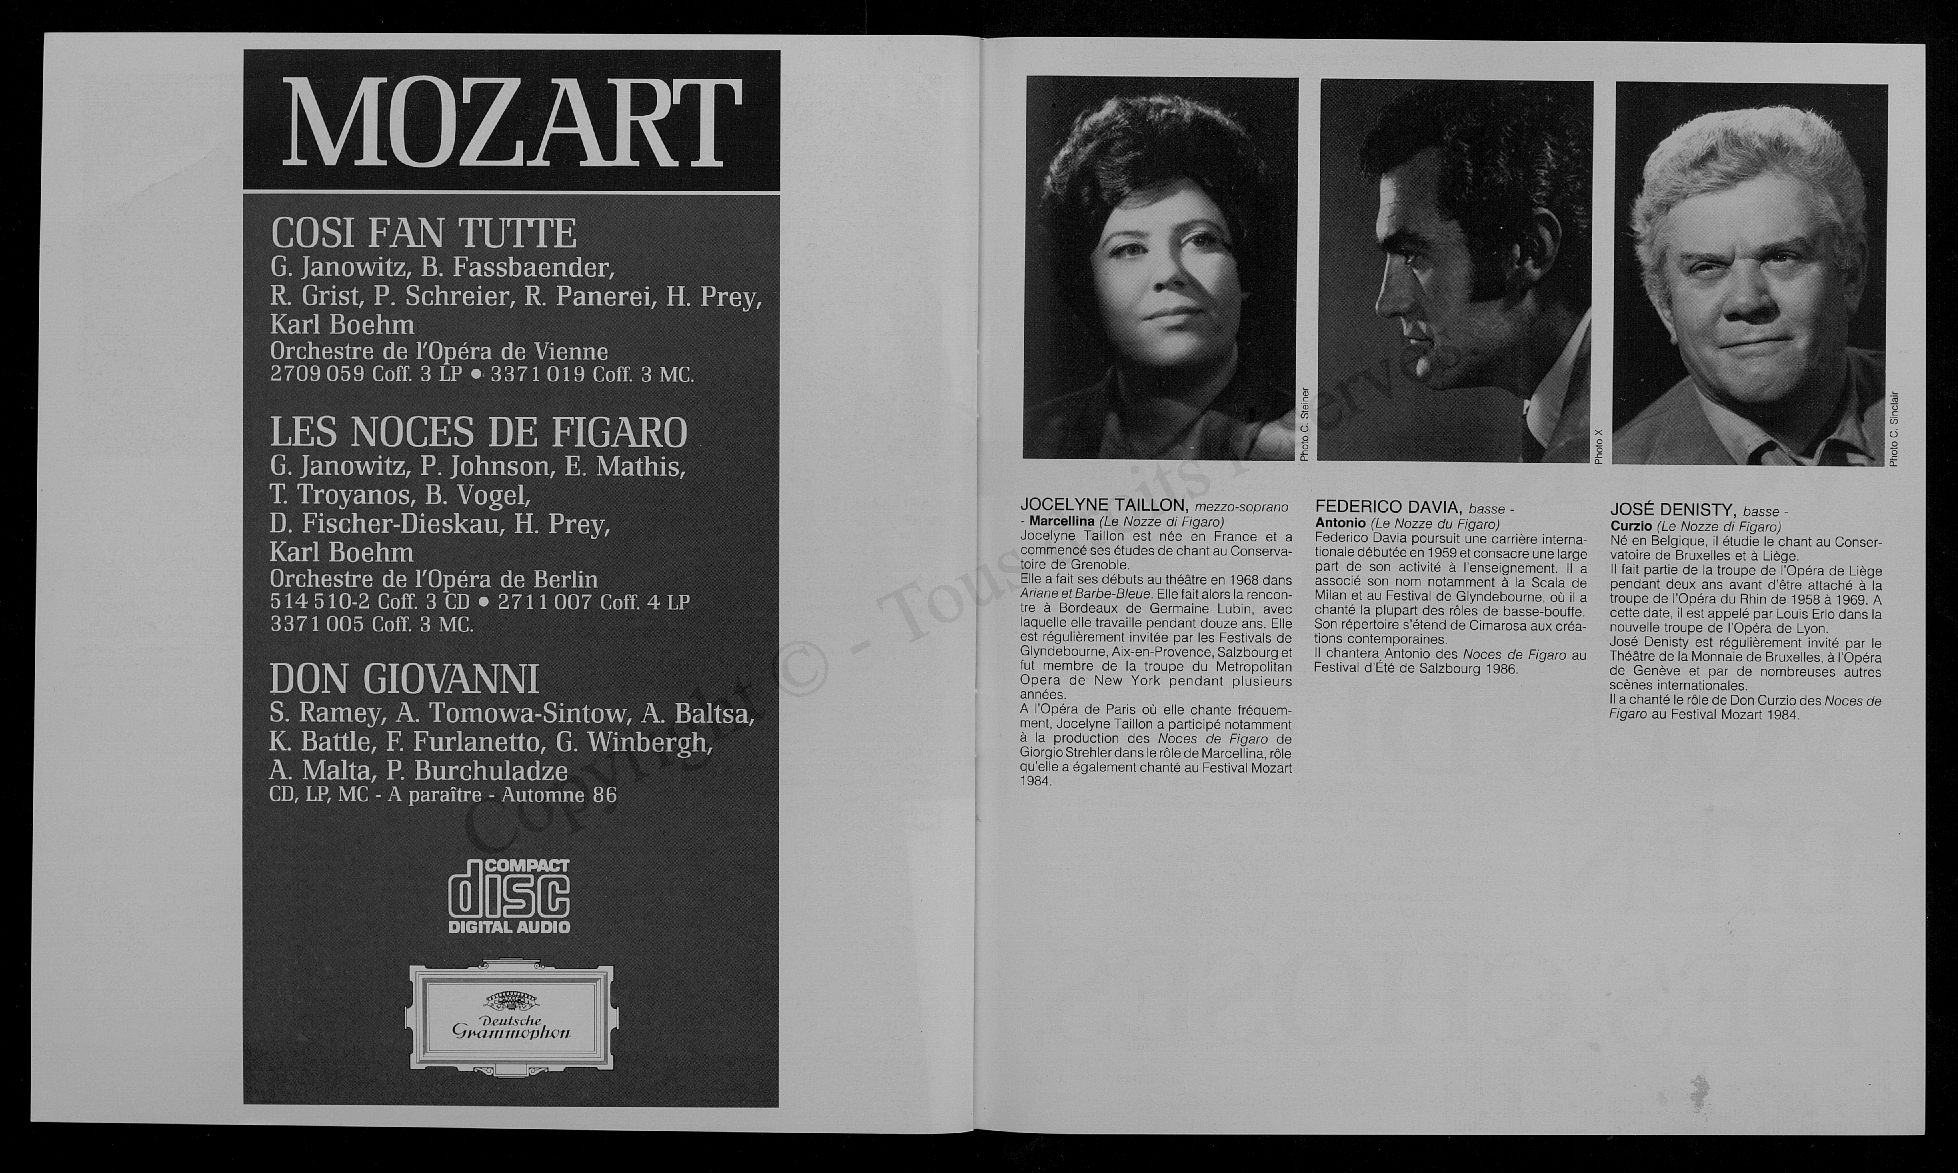 MOZART
COSI FAN TUTTE
G. Janowitz, B. Fassbaender,
R. Grist, P. Schreier, R. Panerei, H. Prey,
Karl Boehm
Orchestre de l'Opéra de Vienne
2709 059 Coff. 3 LP ● 3371 019 Coff. 3 MC.
LES NOCES DE FIGARO
G. Janowitz, P. Johnson, E. Mathis,
T. Troyanos, B. Vogel,
D. Fischer-Dieskau, H. Prey,
Karl Boehm
Orchestre de l'Opéra de Berlin
514 510-2 Coff. 3 CD ● 2711 007 Coff. 4 LP
3371 005 Coff. 3 MC.
DON GIOVANNI
S. Ramey, A. Tomowa-Sintow, A. Baltsa,
K. Battle, F. Furlanetto, G. Winbergh,
A. Malta, P. Burchuladze
CD, LP, MC - A paraître - Automne 86
COMPACT
disc
DIGITAL AUDIO
Deutsche
Grammophon
Photo C. Steiner
Photo X
Photo C. Sinclair
JOCELYNE TAILLON, mezzo-soprano
- Marcellina (Le Nozze di Figaro)
Jocelyne Taillon est née en France et a
commencé ses études de chant au Conserva-
toire de Grenoble.
Elle a fait ses débuts au théâtre en 1968 dans
Ariane et Barbe-Bleue. Elle fait alors la rencon-
tre à Bordeaux de Germaine Lubin, avec
laquelle elle travaille pendant douze ans. Elle
est régulièrement invitée par les Festivals de
Glyndebourne, Aix-en-Provence, Salzbourg et
fut membre de la troupe du Metropolitan
Opera de New York pendant plusieurs
années.
A l'Opéra de Paris où elle chante fréquem-
ment, Jocelyne Taillon a participé notamment
à la production des Noces de Figaro de
Giorgio Strehler dans le rôle de Marcellina, rôle
qu'elle a également chanté au Festival Mozart
1984.
FEDERICO DAVIA, basse -
Antonio (Le Nozze du Figaro)
Federico Davia poursuit une carrière interna-
tionale débutée en 1959 et consacre une large
part de son activité à l'enseignement. Il a
associé son nom notamment à la Scala de
Milan et au Festival de Glyndebourne, où il a
chanté la plupart des rôles de basse-bouffe.
Son répertoire s'étend de Cimarosa aux créa-
tions contemporaines.
Il chantera Antonio des Noces de Figaro au
Festival d'Été de Salzbourg 1986.
JOSÉ DENISTY, basse -
Curzio (Le Nozze di Figaro)
Né en Belgique, il étudie le chant au Conser-
vatoire de Bruxelles et à Liège.
Il fait partie de la troupe de l'Opéra de Liège
pendant deux ans avant d'être attaché à la
troupe de l'Opéra du Rhin de 1958 à 1969. A
cette date, il est appelé par Louis Erlo dans la
nouvelle troupe de l'Opéra de Lyon.
José Denisty est régulièrement invité par le
Théâtre de la Monnaie de Bruxelles, à l'Opéra
de Genève et par de nombreuses autres
scènes internationales.
Il a chanté le rôle de Don Curzio des Noces de
Figaro au Festival Mozart 1984.
Copyright © - Tous droits réservés